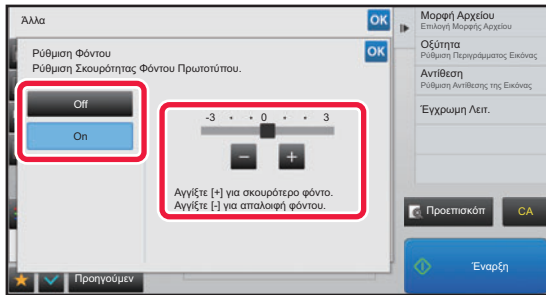 Άλλα
OK
Ρύθμιση Φόντου
Ρύθμιση Σκουρότητας Φόντου Πρωτοτύπου.
OK
Off
On
-3 • • 0 • • 3
− +
Αγγίξτε [+] για σκουρότερο φόντο.
Αγγίξτε [-] για απαλοιφή φόντου.
Προηγούμεν
Μορφή Αρχείου
Επιλογή Μορφής Αρχείου
Οξύτητα
Ρύθμιση Περιγράμματος Εικόνας
Αντίθεση
Ρύθμιση Αντίθεσης της Εικόνας
Έγχρωμη Λειτ.
Προεπισκόπ
CA
Έναρξη